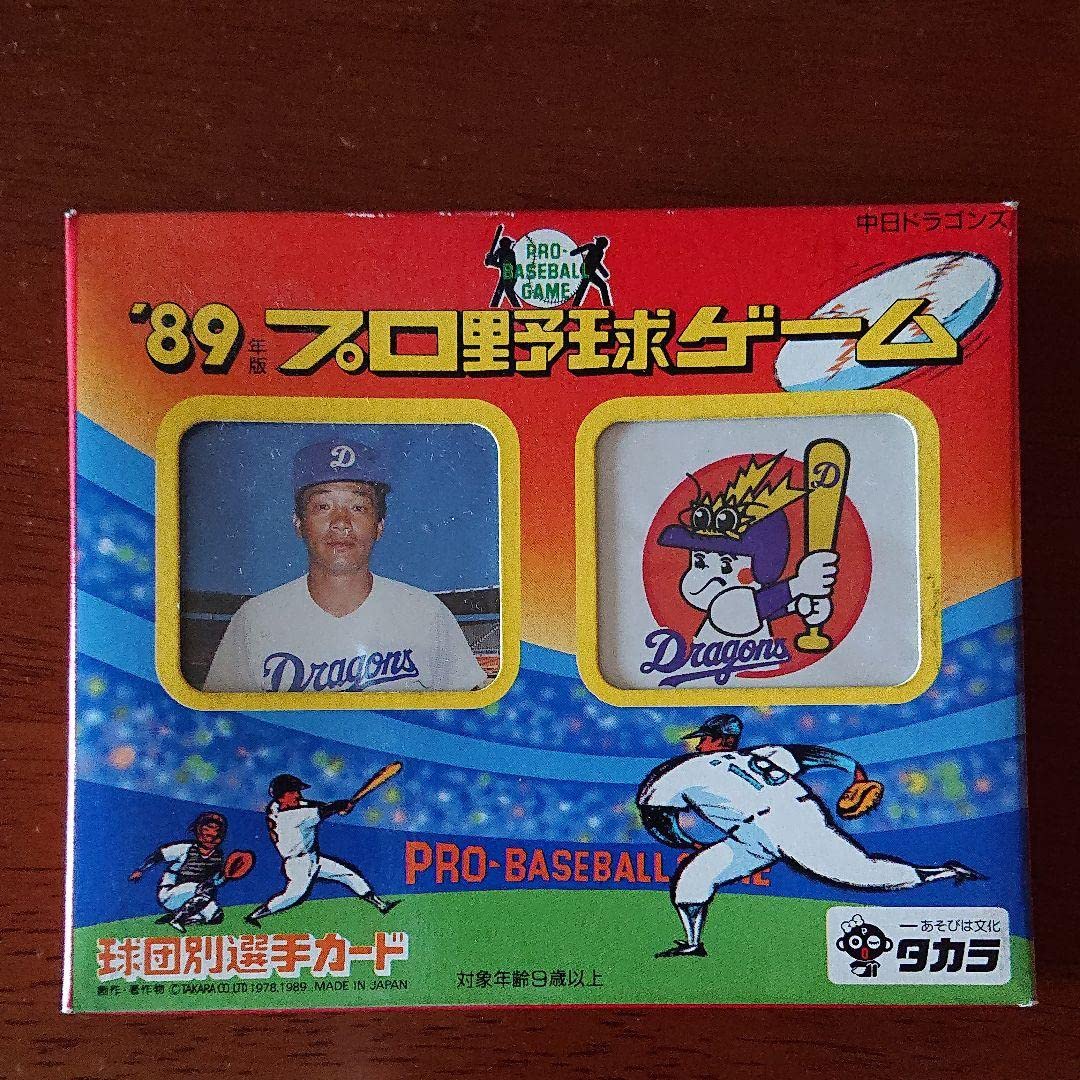 中日ドラゴンズ
PRO-
BASEBALL
GAME
'89年版 プロ野球ゲーム
D
Dragons
D
Dragons
PRO-BASEBALL
球団別選手カード
創作・著作物 ©TAKARA CO.,LTD 1978.1989 MADE IN JAPAN
対象年齢9歳以上
—あそびは文化
タカラ